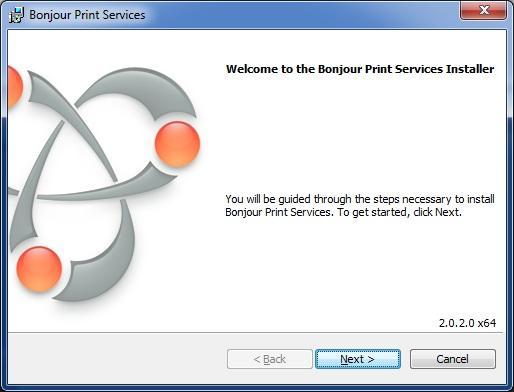 Bonjour Print Services
Welcome to the Bonjour Print Services Installer
You will be guided through the steps necessary to install
Bonjour Print Services. To get started, click Next.
2.0.2.0 x64
< Back
Next >
Cancel